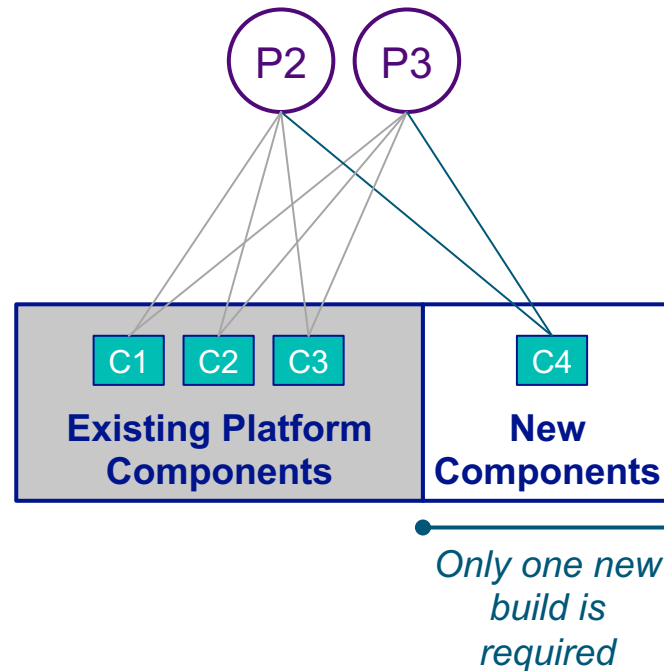 P2 P3
C1 C2 C3 C4
Existing Platform
Components
New
Components
Only one new
build is
required